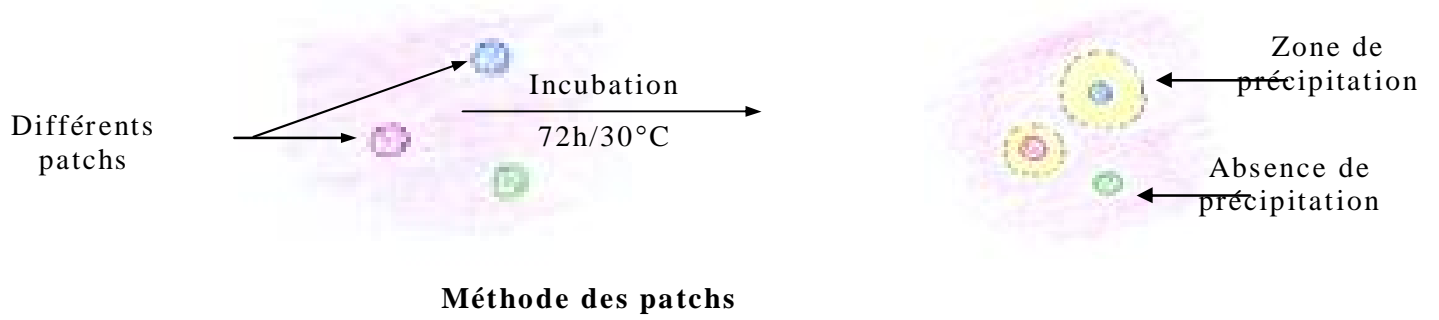 Différents
patchs
Incubation
72h/30°C
Zone de
précipitation
Absence de
précipitation
Méthode des patchs